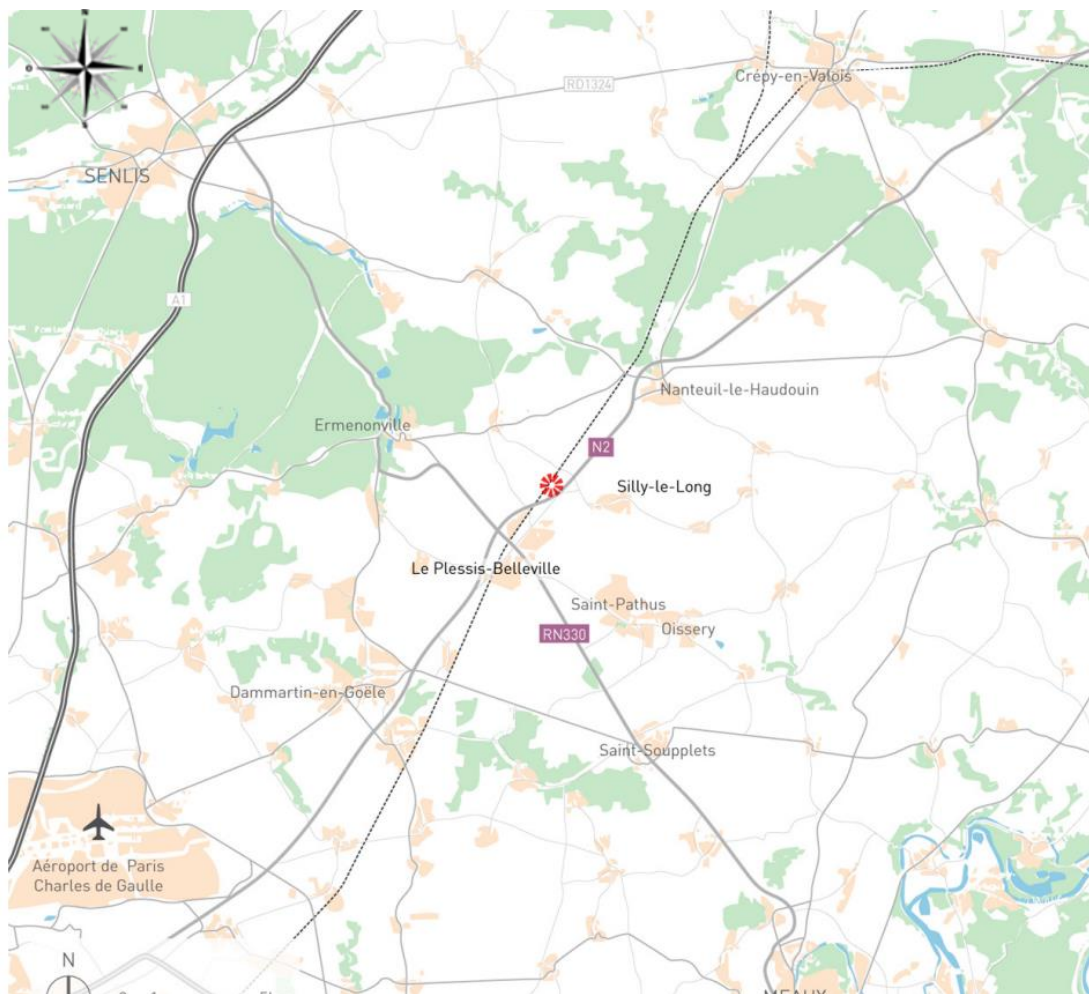 N
O
E
S
Crépy-en-Valois
RD1324
SENLIS
A1
Nanteuil-le-Haudouin
Ermenonville
N2
Silly-le-Long
Le Plessis-Belleville
Saint-Pathus
Oissery
RN330
Dammartin-en-Goële
Saint-Soupplets
Aéroport de Paris
Charles de Gaulle
N
MEAUX